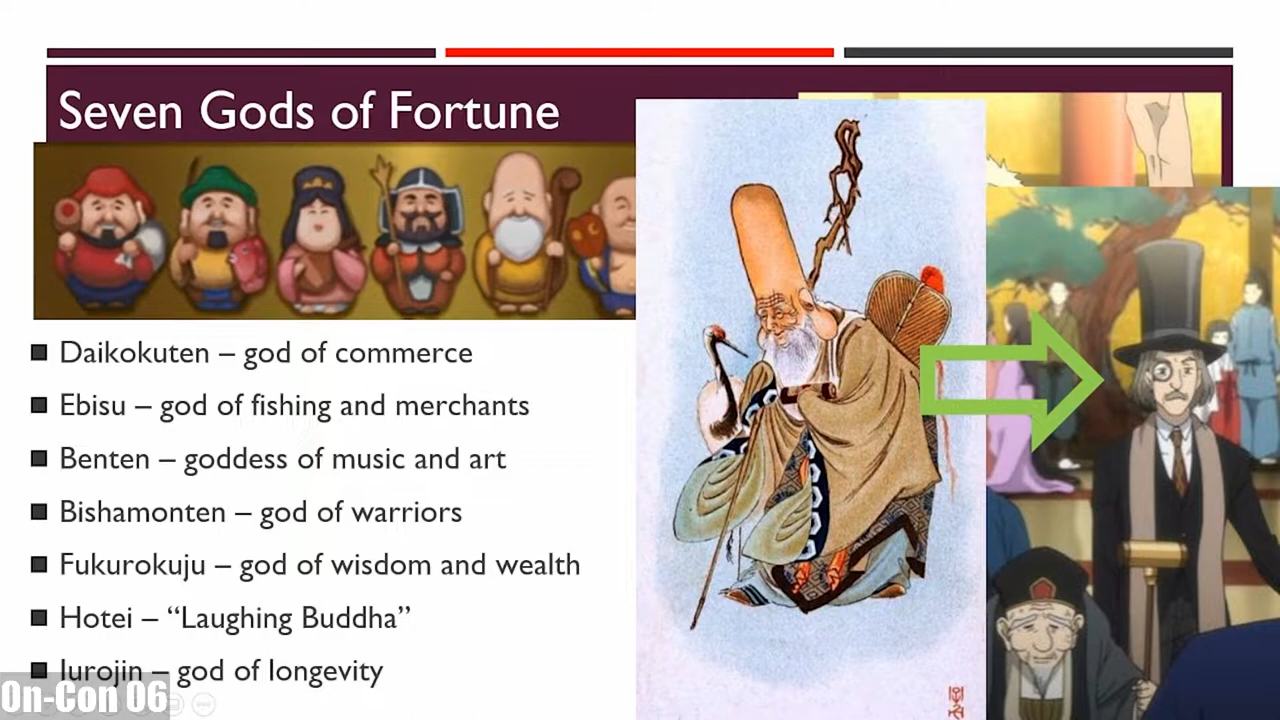 Seven Gods of Fortune
Daikokuten – god of commerce
Ebisu – god of fishing and merchants
Benten – goddess of music and art
Bishamonten – god of warriors
Fukurokuju – god of wisdom and wealth
Hotei – “Laughing Buddha”
Jurojin – god of longevity
On-Con 06